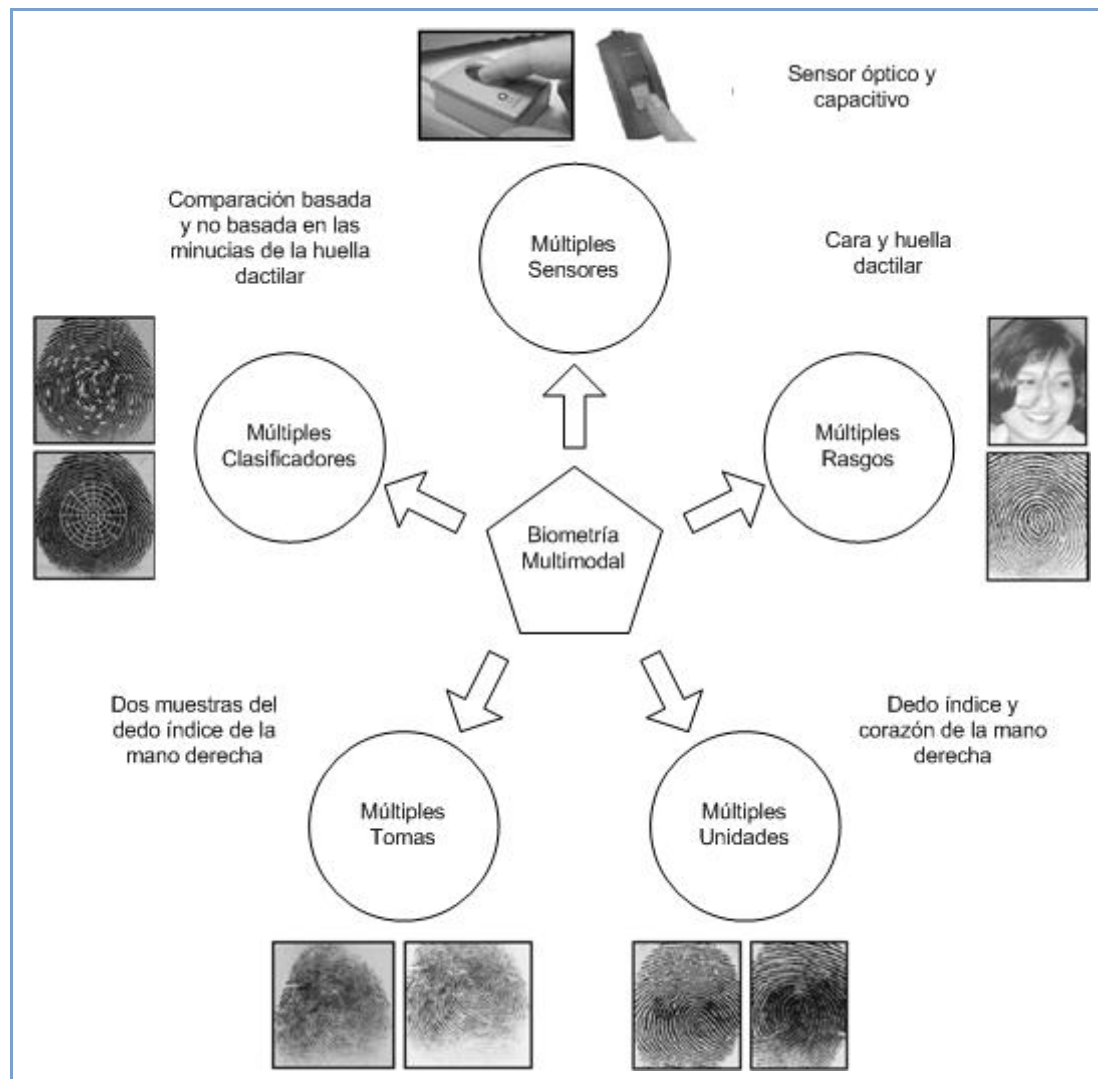 Sensor óptico y
capacitivo
Comparación basada
y no basada en las
minucias de la huella
dactilar
Múltiples
Sensores
Cara y huella
dactilar
Múltiples
Clasificadores
Múltiples
Rasgos
Biometría
Multimodal
Dos muestras del
dedo índice de la
mano derecha
Dedo índice y
corazón de la mano
derecha
Múltiples
Tomas
Múltiples
Unidades